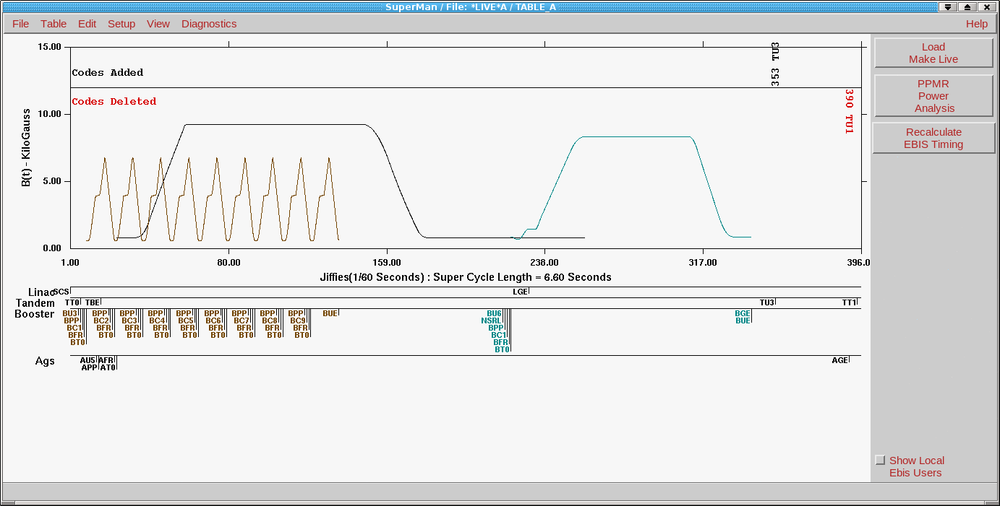 SuperMan / File: *LIVE*A / TABLE_A
File Table Edit Setup View Diagnostics Help
Load
Make Live
PPMR
Power
Analysis
Recalculate
EBIS Timing
15.00
10.00
5.00
0.00
B(t) - KiloGauss
Codes Added
353 TU3
Codes Deleted
390 TU1
1.00 80.00 159.00 238.00 317.00 396.0
Jiffies(1/60 Seconds) : Super Cycle Length = 6.60 Seconds
Linac SCS LGE
Tandem TT0 TBE TU3 TT1
Booster BU3 BPP BPP BPP BPP BPP BPP BPP BPP BUE BU6 BGE
BPP BC2 BC3 BC4 BC5 BC6 BC7 BC8 BC9 NSRL BUE
BC1 BFR BFR BFR BFR BFR BFR BFR BFR BPP
BFR BT0 BT0 BT0 BT0 BT0 BT0 BT0 BT0 BC1
BT0 BFR
BT0
Ags AU5 AFR AGE
APP AT0
Show Local
Ebis Users